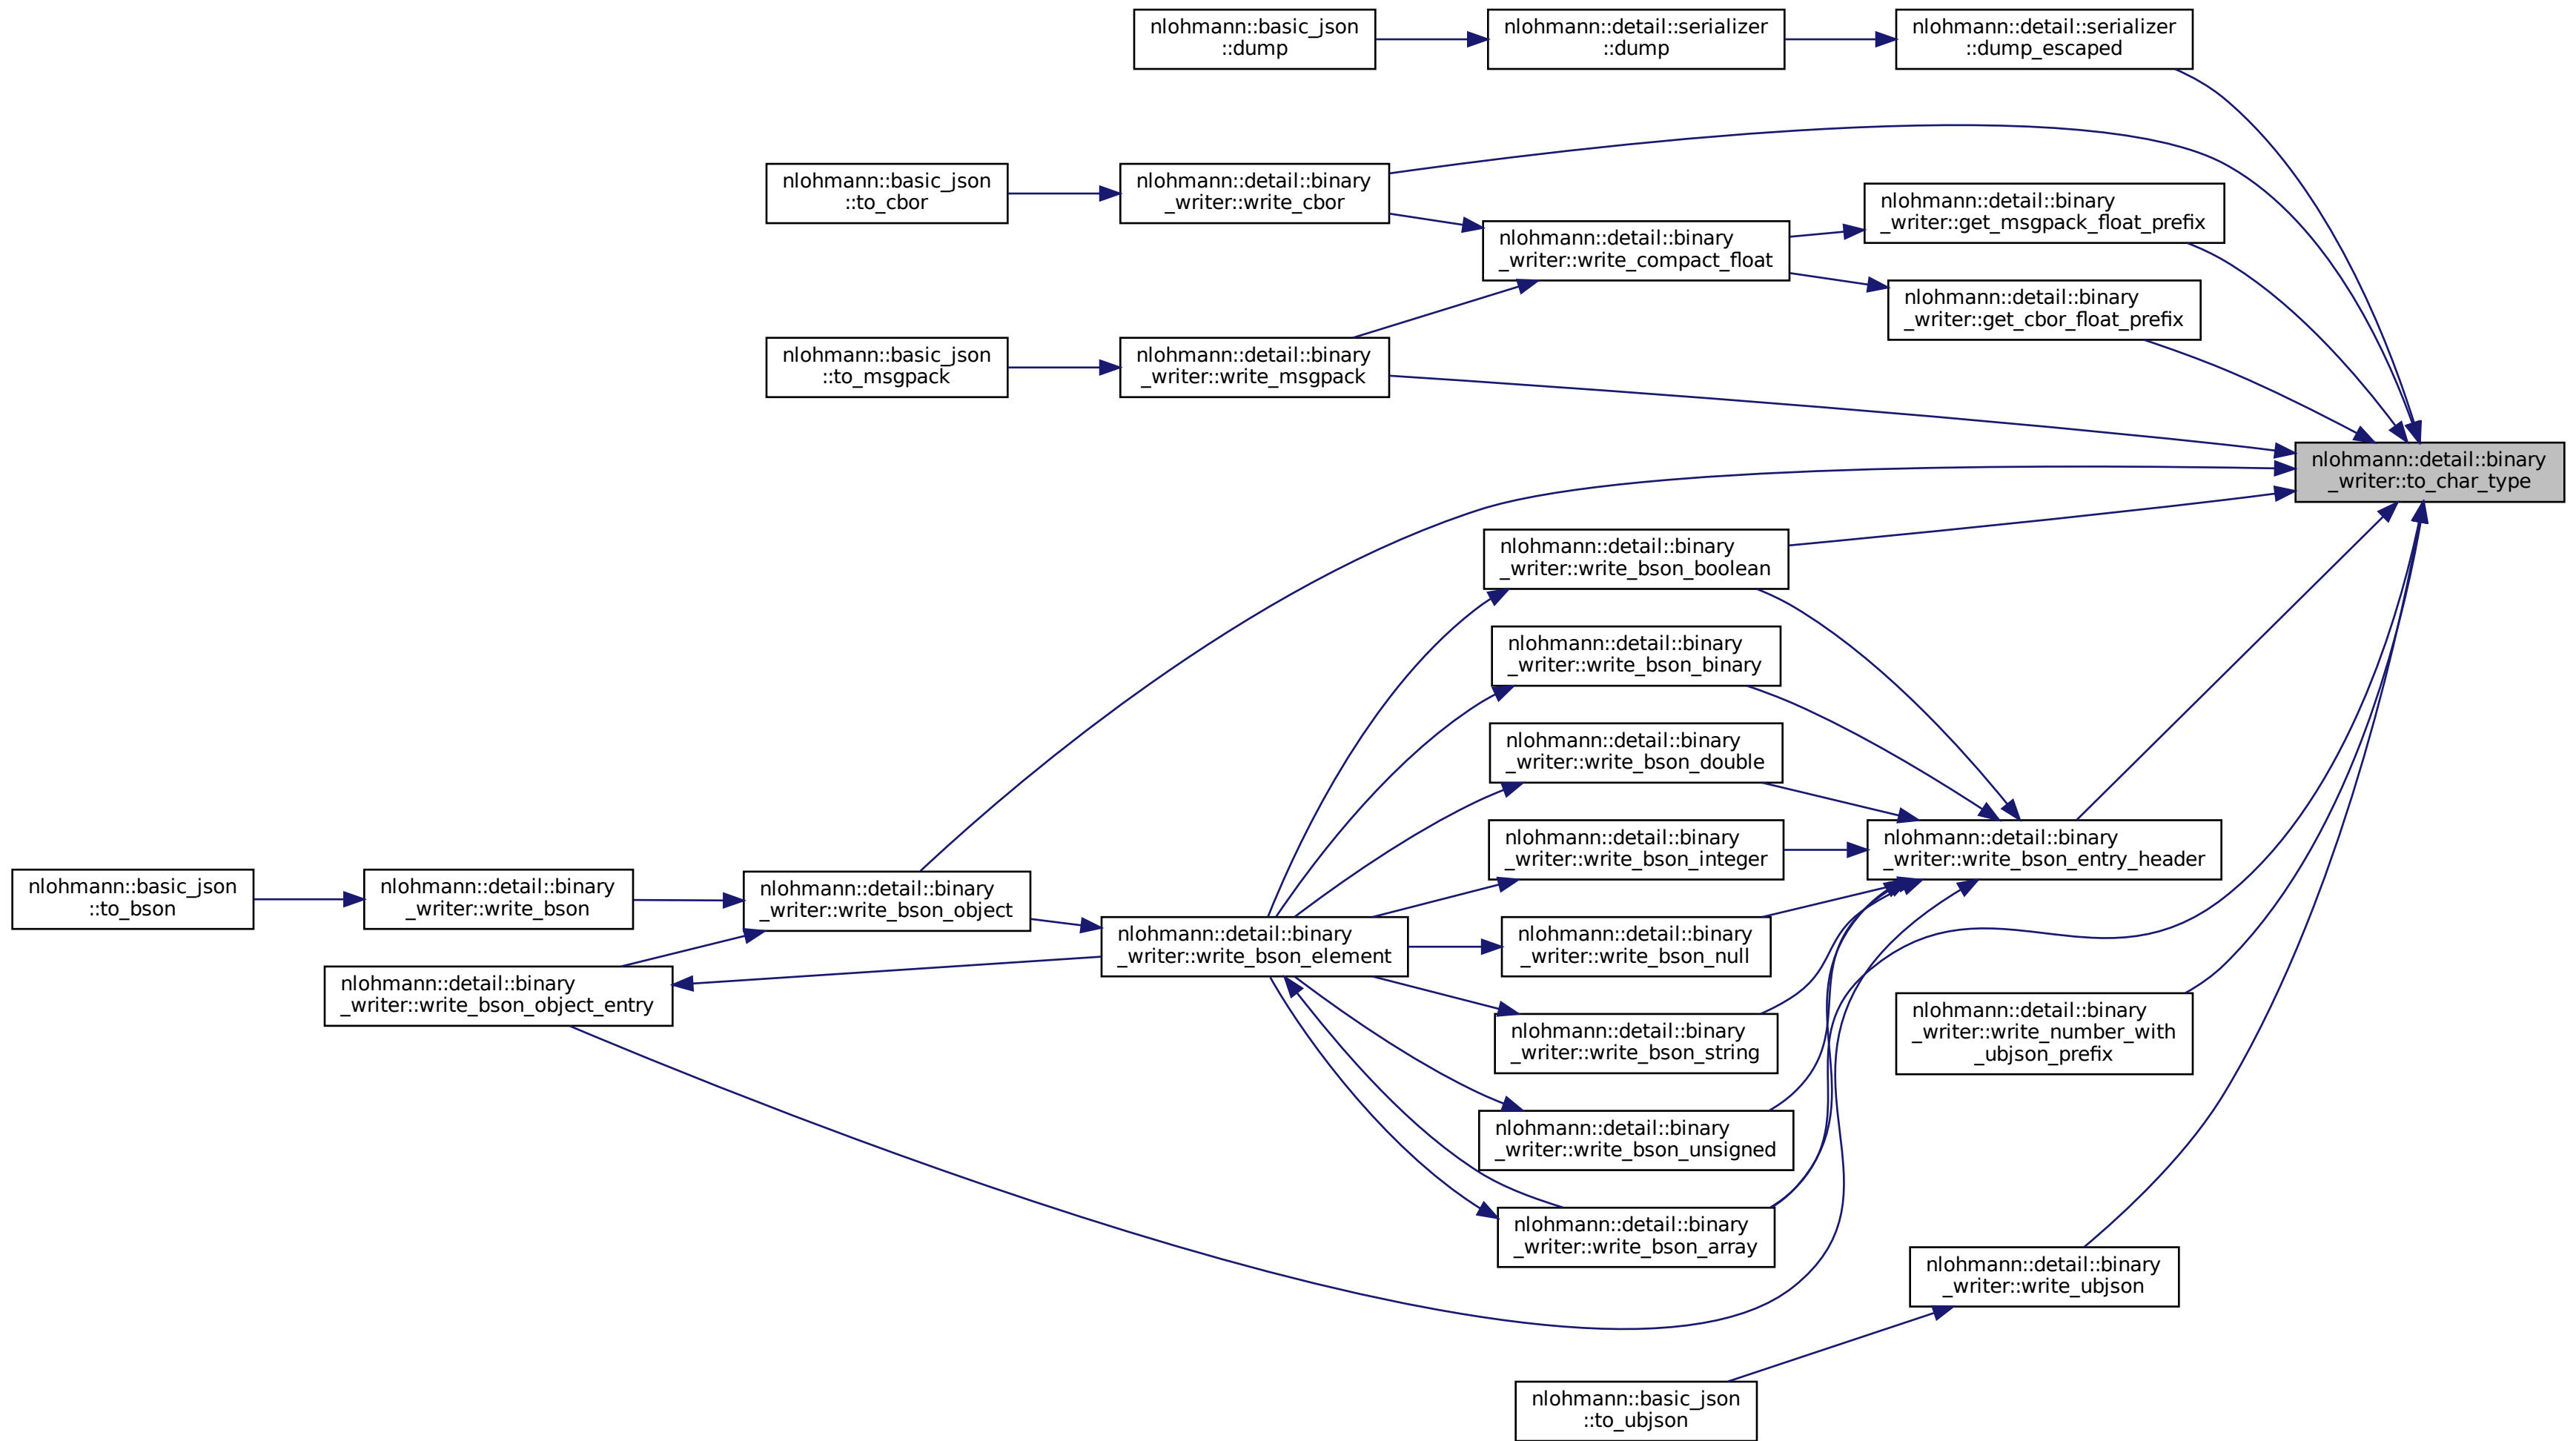 nlohmann::basic_json
::dump
nlohmann::detail::serializer
::dump
nlohmann::detail::serializer
::dump_escaped
nlohmann::basic_json
::to_cbor
nlohmann::detail::binary
_writer::write_cbor
nlohmann::detail::binary
_writer::write_compact_float
nlohmann::detail::binary
_writer::get_msgpack_float_prefix
nlohmann::detail::binary
_writer::get_cbor_float_prefix
nlohmann::basic_json
::to_msgpack
nlohmann::detail::binary
_writer::write_msgpack
nlohmann::detail::binary
_writer::to_char_type
nlohmann::detail::binary
_writer::write_bson_boolean
nlohmann::detail::binary
_writer::write_bson_binary
nlohmann::detail::binary
_writer::write_bson_double
nlohmann::detail::binary
_writer::write_bson_integer
nlohmann::detail::binary
_writer::write_bson_entry_header
nlohmann::basic_json
::to_bson
nlohmann::detail::binary
_writer::write_bson
nlohmann::detail::binary
_writer::write_bson_object
nlohmann::detail::binary
_writer::write_bson_element
nlohmann::detail::binary
_writer::write_bson_null
nlohmann::detail::binary
_writer::write_bson_object_entry
nlohmann::detail::binary
_writer::write_bson_string
nlohmann::detail::binary
_writer::write_number_with
_ubjson_prefix
nlohmann::detail::binary
_writer::write_bson_unsigned
nlohmann::detail::binary
_writer::write_bson_array
nlohmann::detail::binary
_writer::write_ubjson
nlohmann::basic_json
::to_ubjson